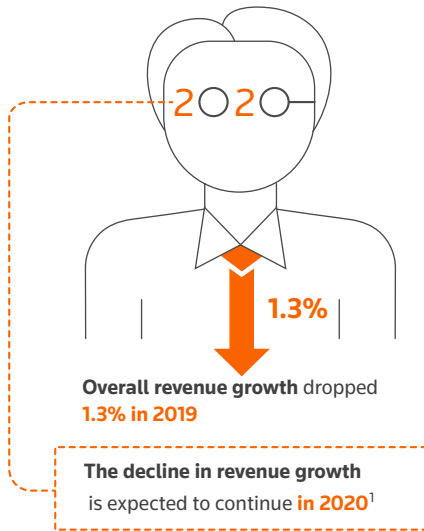 2020
1.3%
Overall revenue growth dropped
1.3% in 2019
The decline in revenue growth
is expected to continue in 2020¹